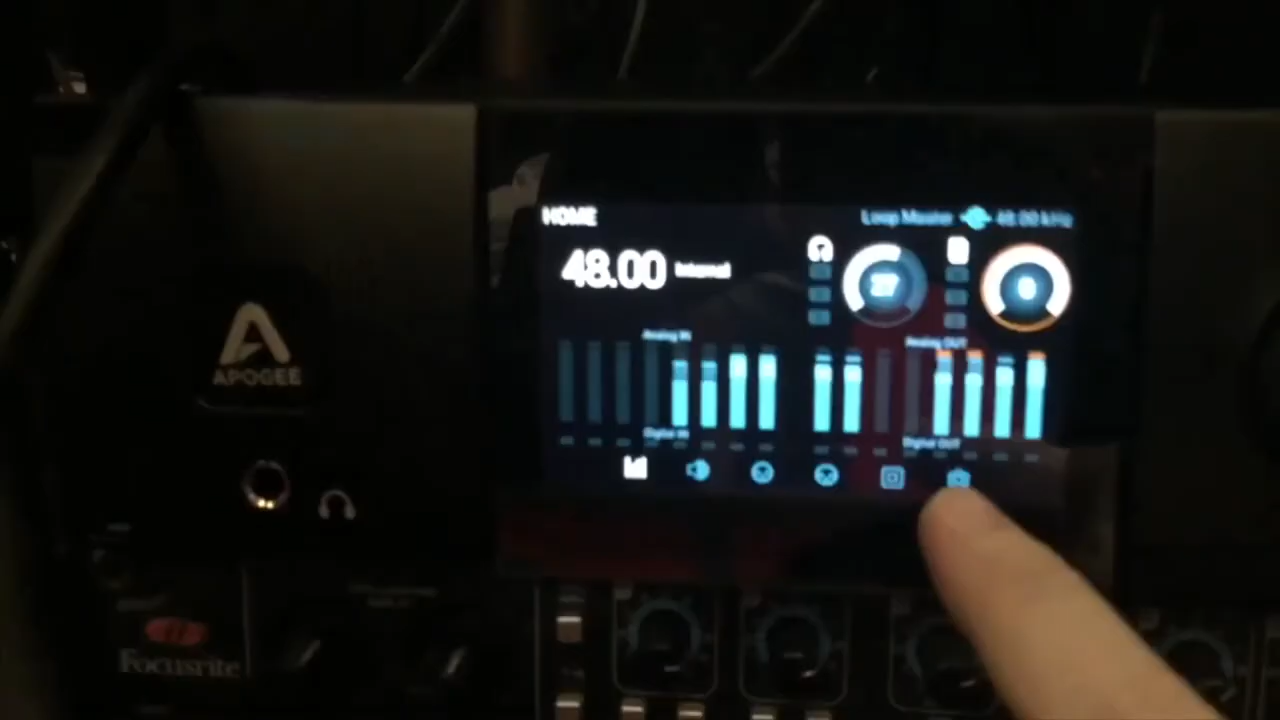 HOME
Loop Master 48.00 kHz
48.00 Internal
27
Analog IN
Analog OUT
Digital IN
Digital OUT
APOGEE
Focusrite